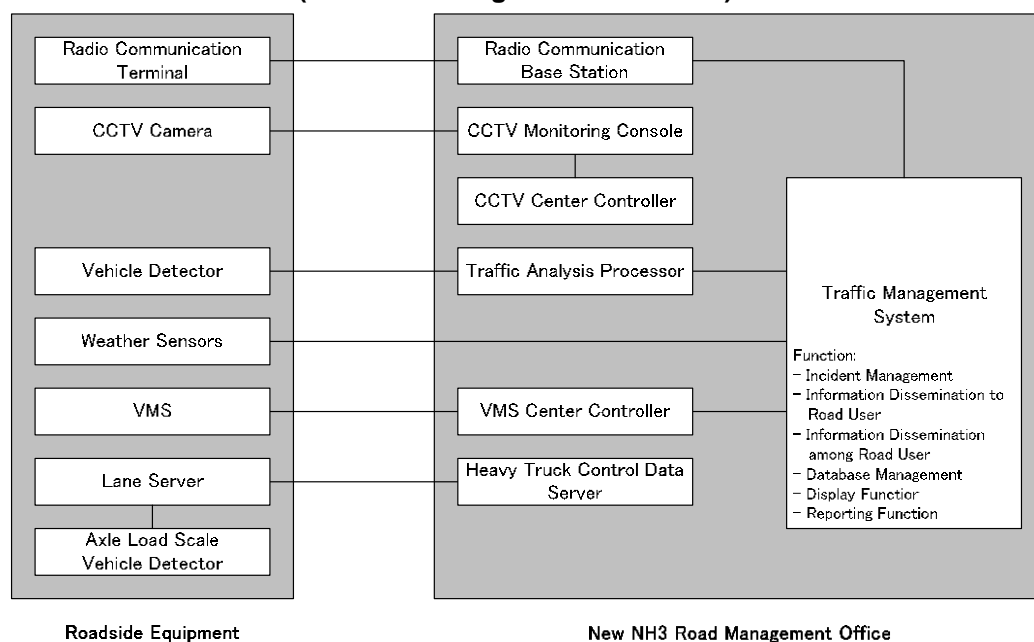 Radio Communication
Terminal
Radio Communication
Base Station
CCTV Camera
CCTV Monitoring Console
CCTV Center Controller
Vehicle Detector
Traffic Analysis Processor
Traffic Management
System
Weather Sensors
Function:
- Incident Management
- Information Dissemination to
Road User
- Information Dissemination
among Road User
- Database Management
- Display Functior
- Reporting Function
VMS
VMS Center Controller
Lane Server
Heavy Truck Control Data
Server
Axle Load Scale
Vehicle Detector
Roadside Equipment
New NH3 Road Management Office